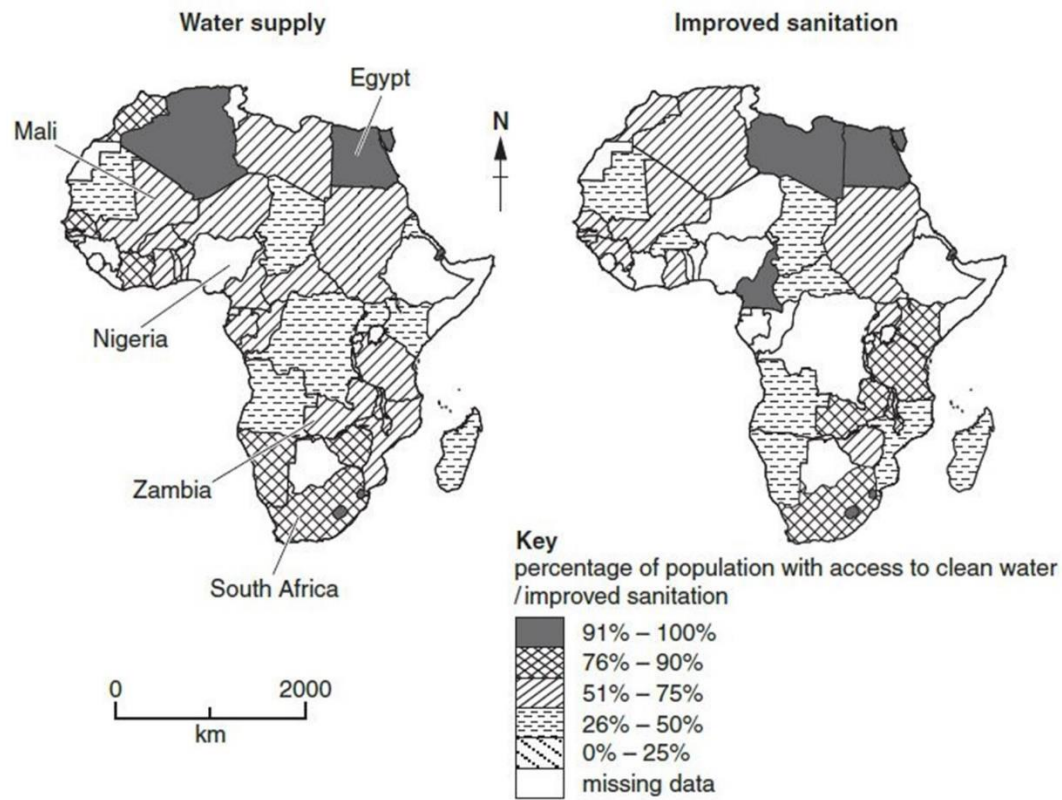 Water supply
Improved sanitation
Egypt
Mali
N
Nigeria
Zambia
South Africa
Key
percentage of population with access to clean water
/improved sanitation
91% – 100%
76% – 90%
51% – 75%
26% – 50%
0% – 25%
missing data
0 2000
km